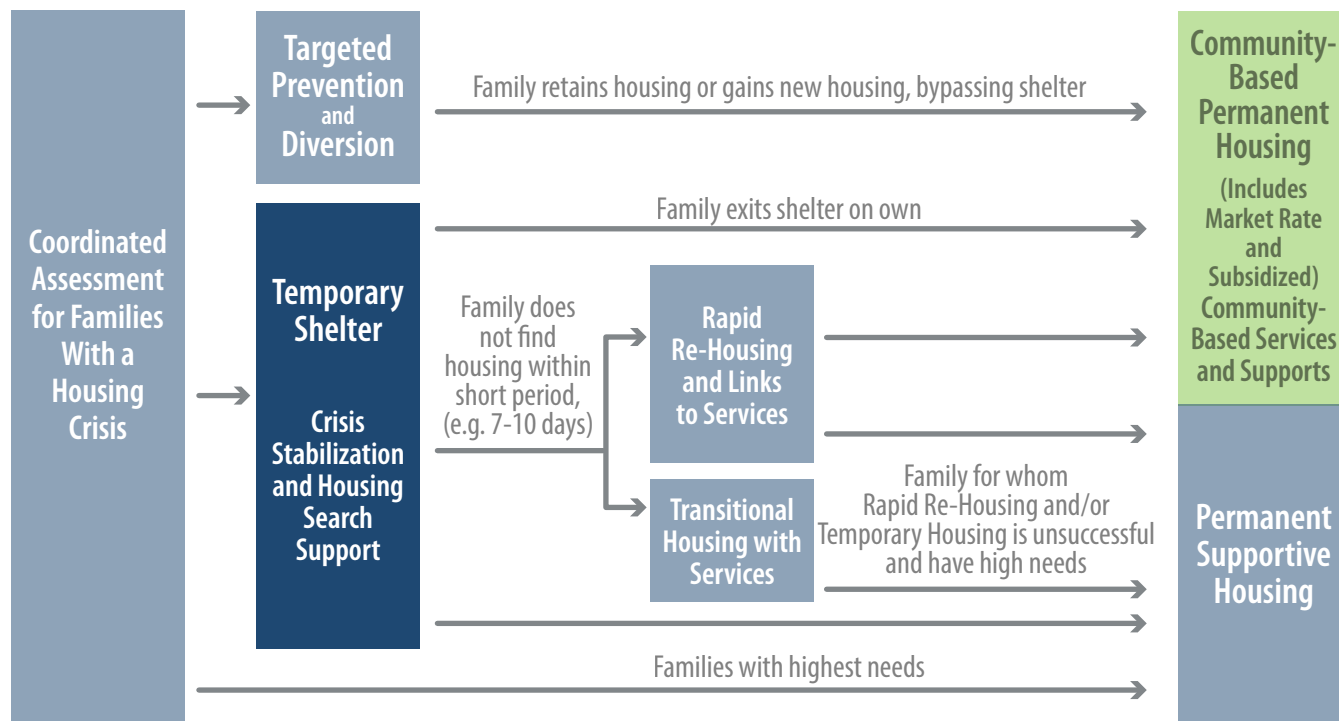 Coordinated
Assessment
for Families
With a
Housing
Crisis
Targeted
Prevention
and
Diversion
Family retains housing or gains new housing, bypassing shelter
Temporary
Shelter
Crisis
Stabilization
and Housing
Search
Support
Family exits shelter on own
Family does
not find
housing within
short period,
(e.g. 7-10 days)
Rapid
Re-Housing
and Links
to Services
Transitional
Housing with
Services
Family for whom
Rapid Re-Housing and/or
Temporary Housing is unsuccessful
and have high needs
Families with highest needs
Community-
Based
Permanent
Housing
(Includes
Market Rate
and
Subsidized)
Community-
Based Services
and Supports
Permanent
Supportive
Housing